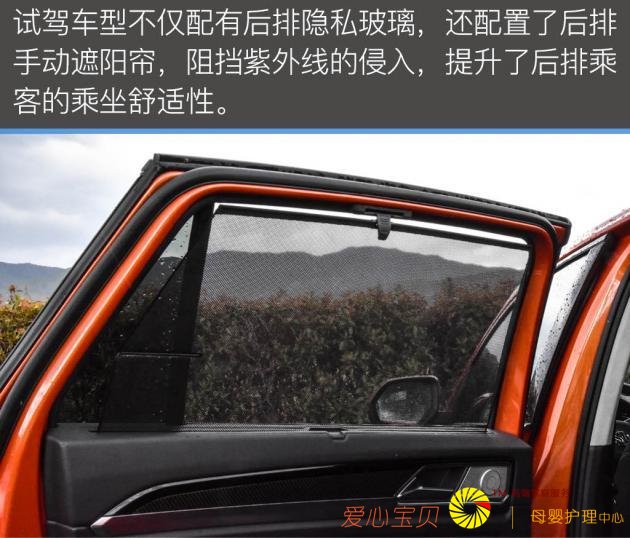 试驾车型不仅配有后排隐私玻璃，还配置了后排
手动遮阳帘，阻挡紫外线的侵入，提升了后排乘
客的乘坐舒适性。
爱心宝贝
母婴护理中心